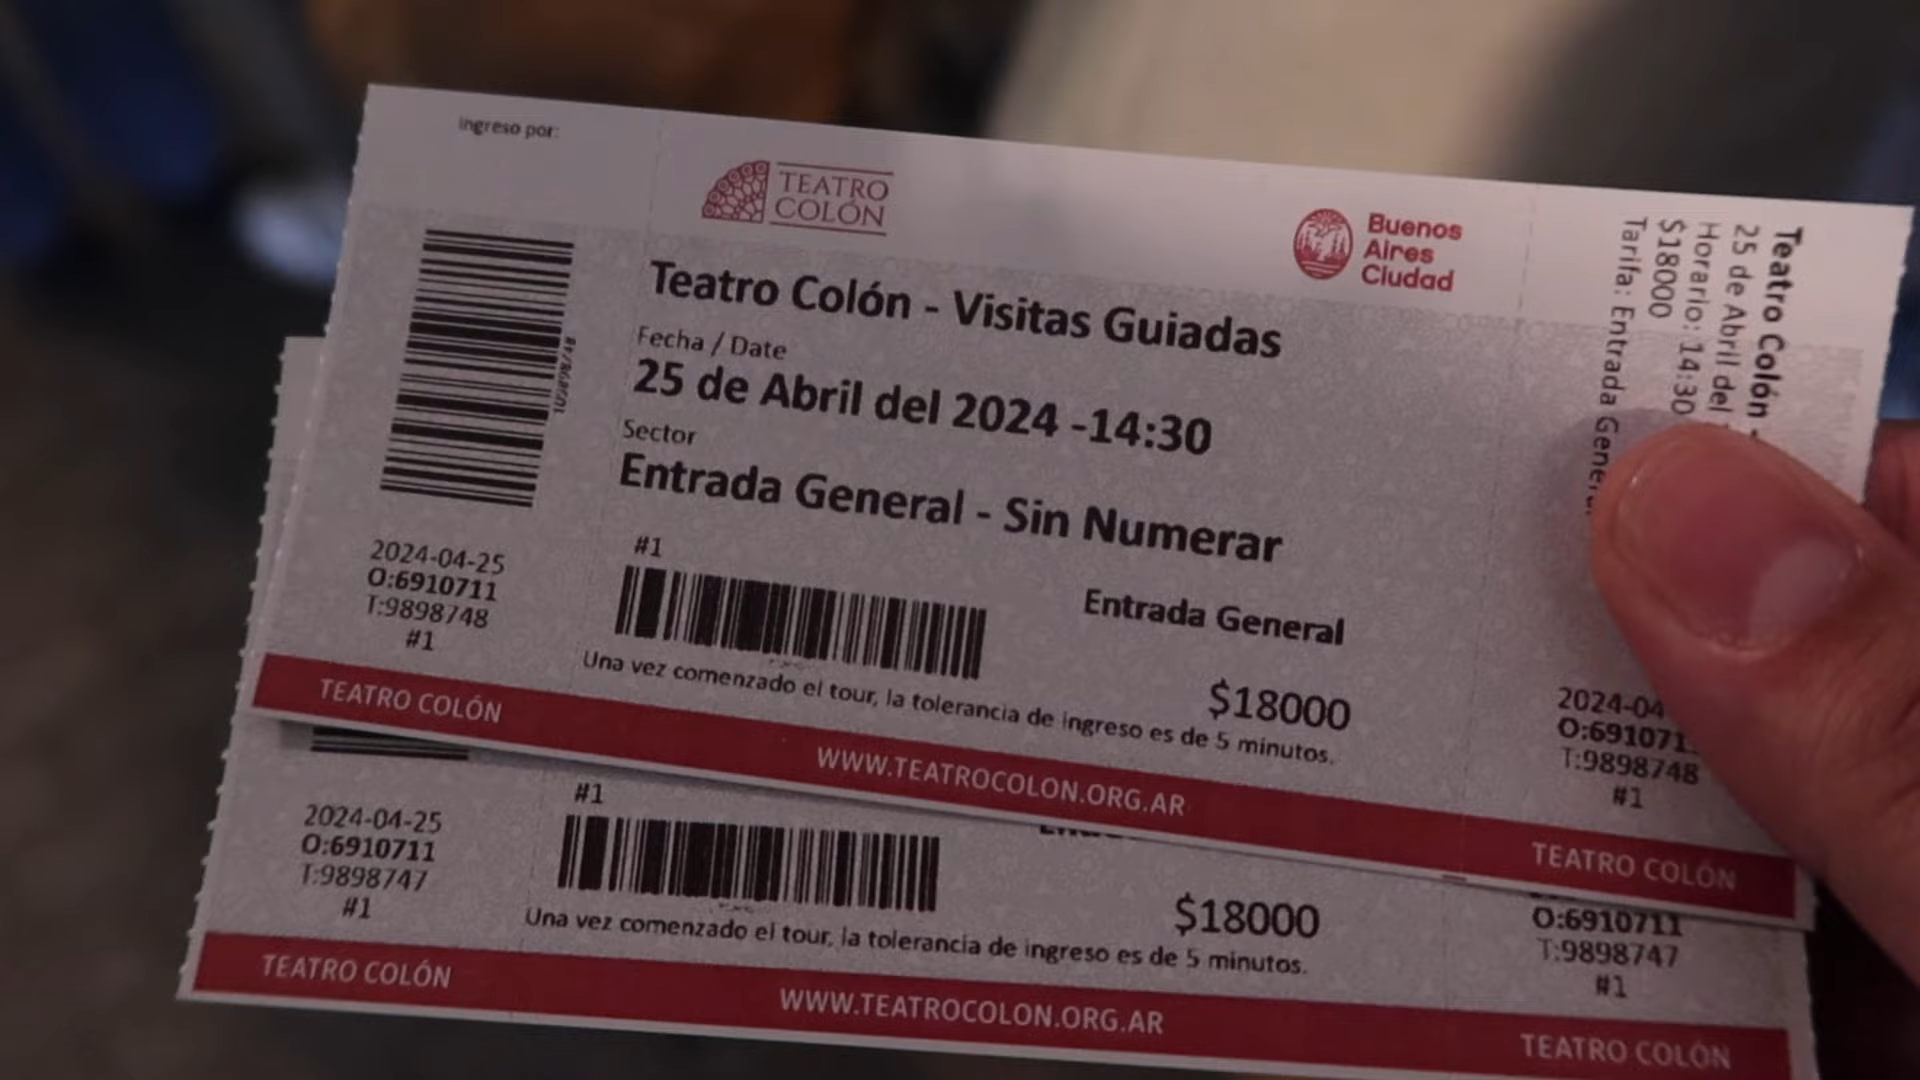 Ingreso por:
TEATRO
COLÓN
Buenos
Aires
Ciudad
Teatro Colón - Visitas Guiadas
Fecha / Date
25 de Abril del 2024 -14:30
Sector
Entrada General - Sin Numerar
#1
Entrada General
$18000
Una vez comenzado el tour, la tolerancia de ingreso es de 5 minutos.
2024-04-25
O:6910711
T:9898748
#1
TEATRO COLÓN
WWW.TEATROCOLON.ORG.AR
TEATRO COLÓN
Teatro Colón -
25 de Abril del
Horario: 14:30
$18000
Tarifa: Entrada General
2024-04
O:691071
T:9898748
#1
2024-04-25
O:6910711
T:9898747
#1
#1
$18000
Una vez comenzado el tour, la tolerancia de ingreso es de 5 minutos.
O:6910711
T:9898747
#1
TEATRO COLÓN
WWW.TEATROCOLON.ORG.AR
TEATRO COLÓN